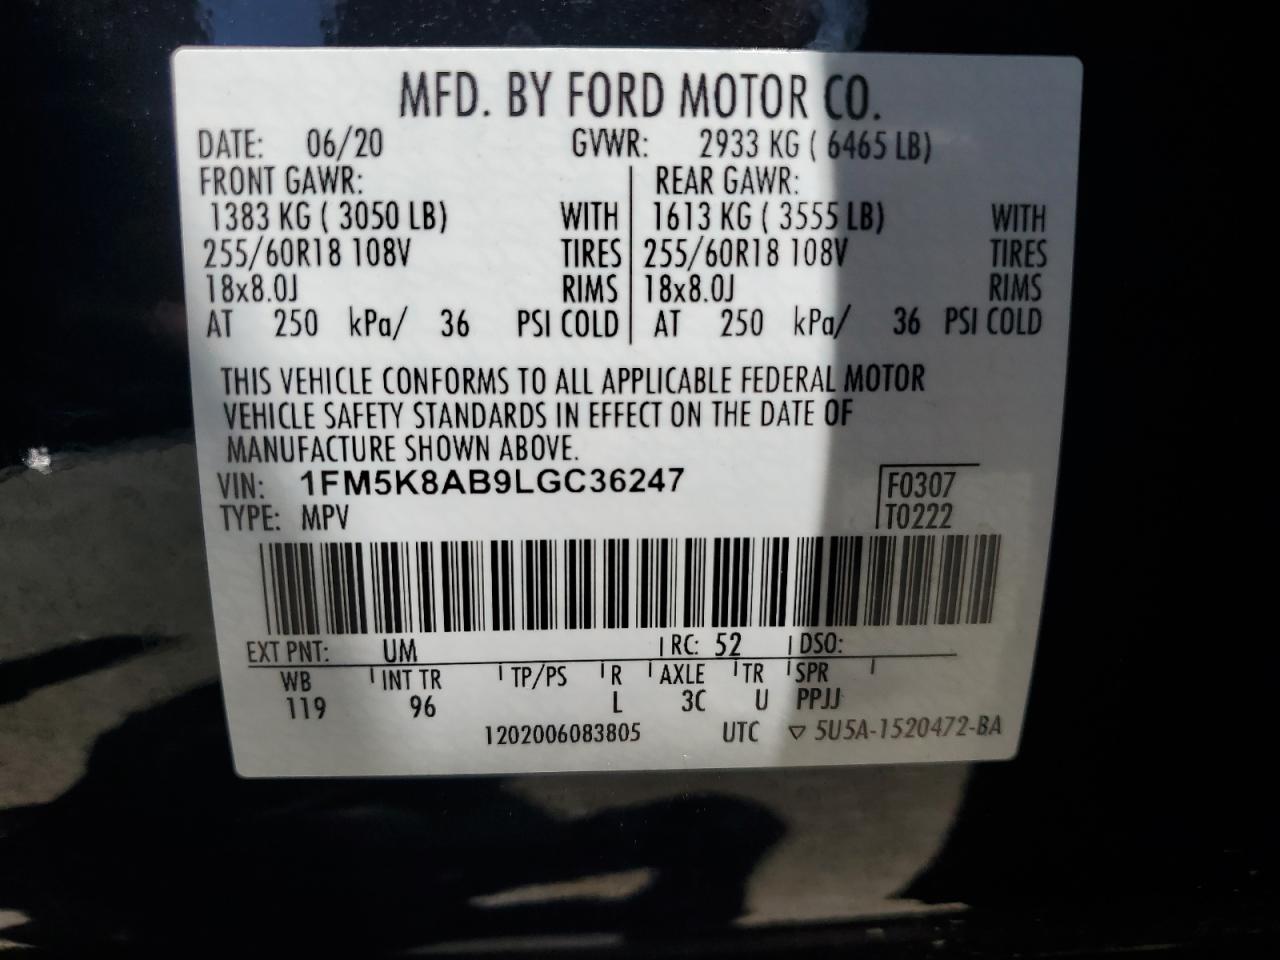 MFD. BY FORD MOTOR CO.
DATE: 06/20 GVWR: 2933 KG ( 6465 LB)
FRONT GAWR: REAR GAWR:
1383 KG ( 3050 LB) WITH 1613 KG ( 3555 LB) WITH
255/60R18 108V TIRES 255/60R18 108V TIRES
18x8.0J RIMS 18x8.0J RIMS
AT 250 kPa/ 36 PSI COLD AT 250 kPa/ 36 PSI COLD
THIS VEHICLE CONFORMS TO ALL APPLICABLE FEDERAL MOTOR
VEHICLE SAFETY STANDARDS IN EFFECT ON THE DATE OF
MANUFACTURE SHOWN ABOVE.
VIN: 1FM5K8AB9LGC36247 F0307
TYPE: MPV T0222
EXT PNT: UM RC: 52 DSO:
WB INT TR TP/PS R AXLE TR SPR
119 96 L 3C U PPJJ
1202006083805 UTC ▽ 5U5A-1520472-BA